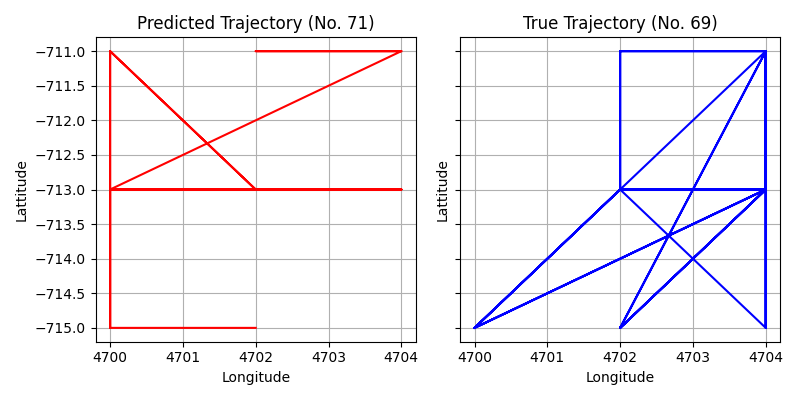 Predicted Trajectory (No. 71)
True Trajectory (No. 69)
−711.0
−711.5
−712.0
−712.5
−713.0
−713.5
−714.0
−714.5
−715.0
Lattitude
Lattitude
4700 4701 4702 4703 4704
4700 4701 4702 4703 4704
Longitude
Longitude